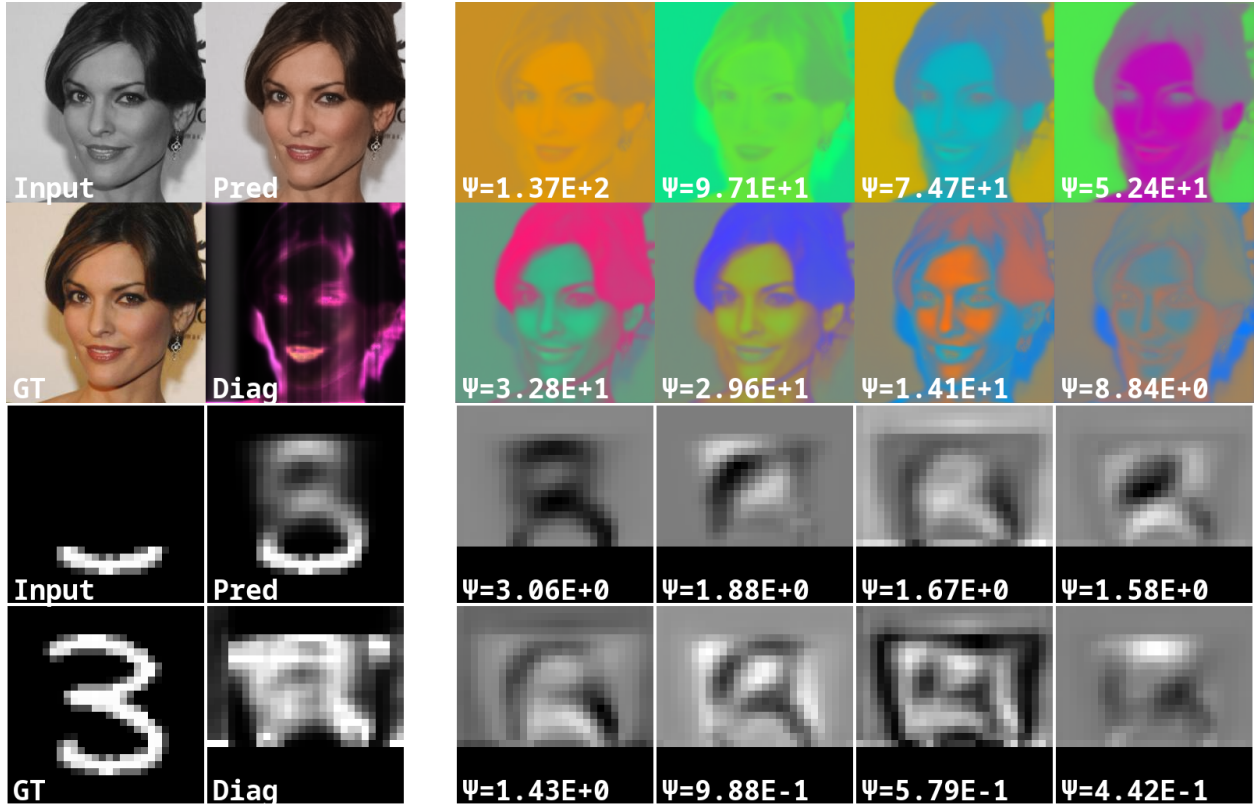 Input Pred Ψ=1.37E+2 Ψ=9.71E+1 Ψ=7.47E+1 Ψ=5.24E+1
GT Diag Ψ=3.28E+1 Ψ=2.96E+1 Ψ=1.41E+1 Ψ=8.84E+0
Input Pred Ψ=3.06E+0 Ψ=1.88E+0 Ψ=1.67E+0 Ψ=1.58E+0
3
GT Diag Ψ=1.43E+0 Ψ=9.88E-1 Ψ=5.79E-1 Ψ=4.42E-1